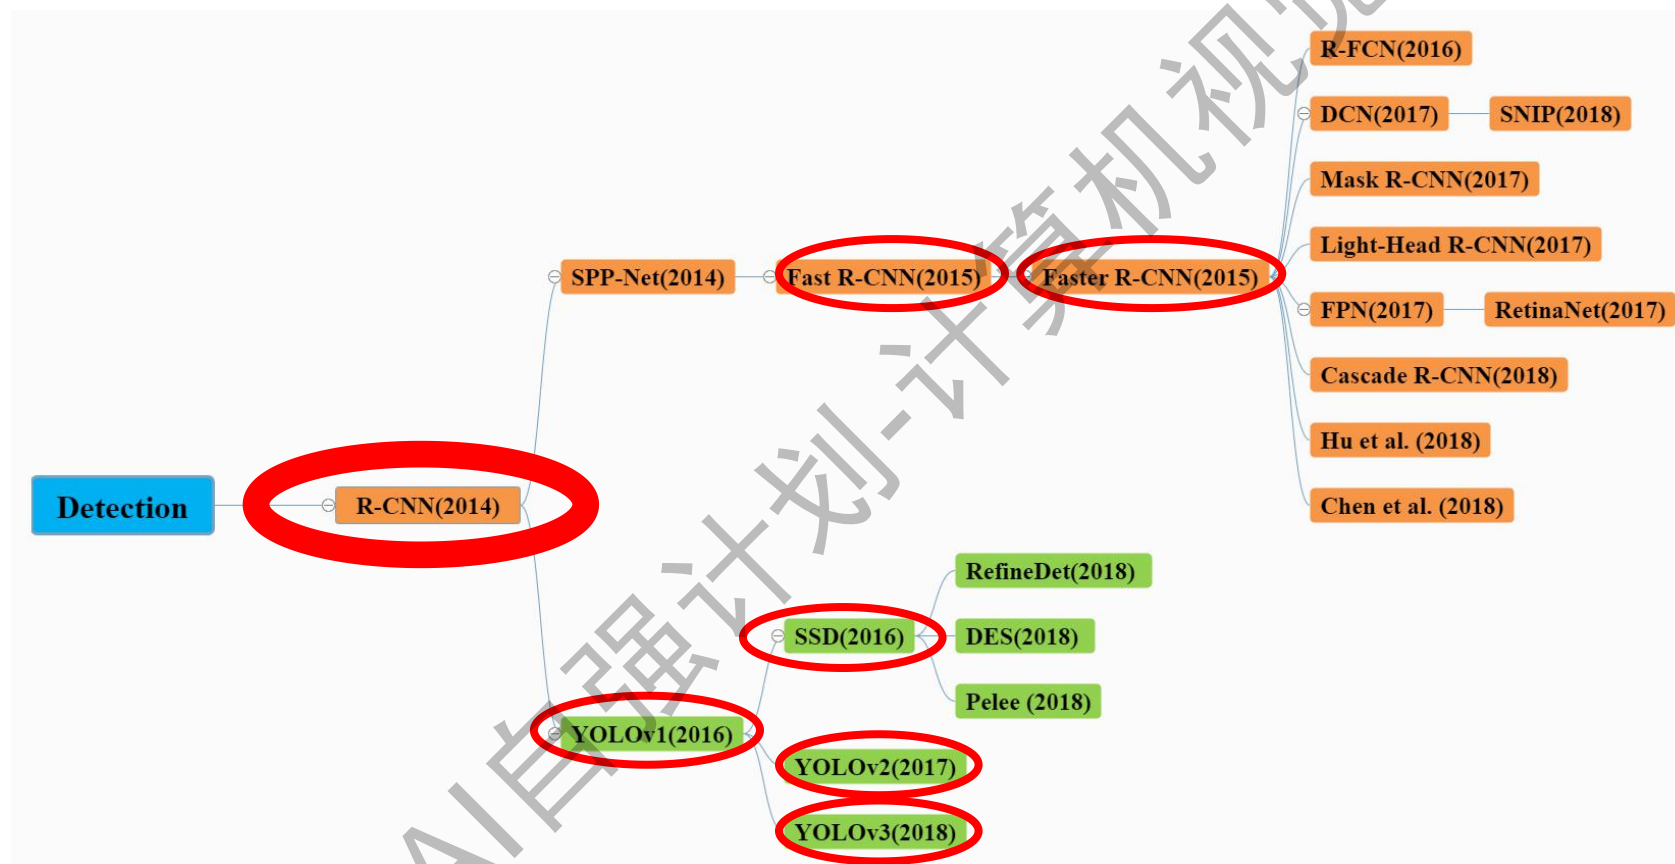 Detection
R-CNN(2014)
SPP-Net(2014)
Fast R-CNN(2015)
Faster R-CNN(2015)
R-FCN(2016)
DCN(2017)
SNIP(2018)
Mask R-CNN(2017)
Light-Head R-CNN(2017)
FPN(2017)
RetinaNet(2017)
Cascade R-CNN(2018)
Hu et al. (2018)
Chen et al. (2018)
YOLOv1(2016)
SSD(2016)
RefineDet(2018)
DES(2018)
Pelee (2018)
YOLOv2(2017)
YOLOv3(2018)
AI自强计划-计算机视觉